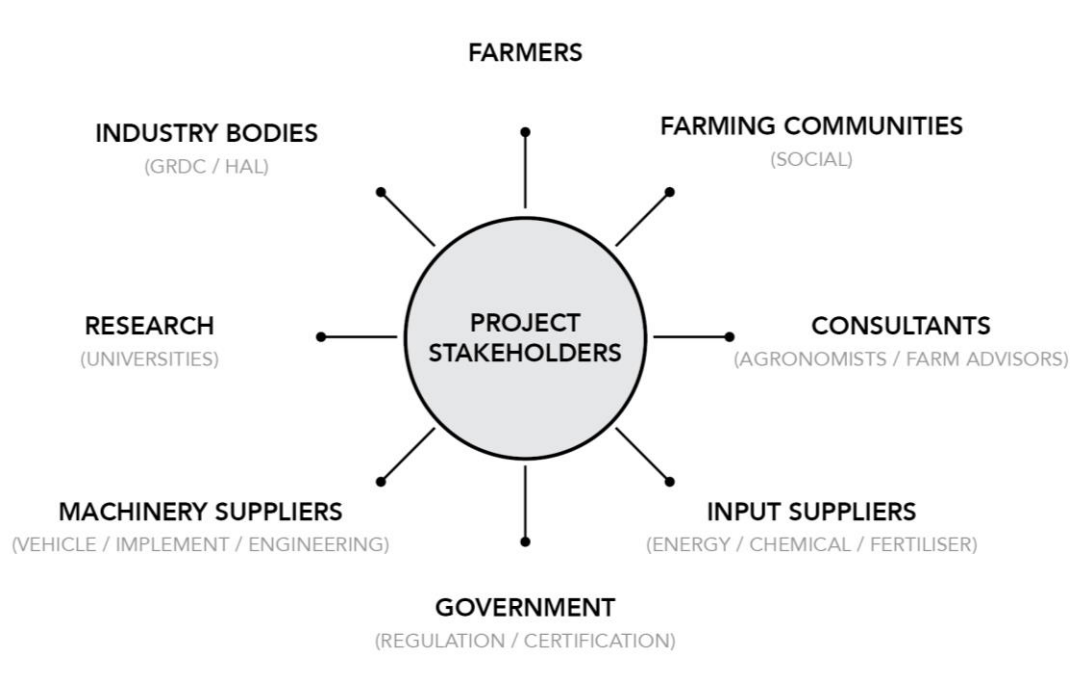 FARMERS
INDUSTRY BODIES
(GRDC / HAL)
FARMING COMMUNITIES
(SOCIAL)
RESEARCH
(UNIVERSITIES)
PROJECT
STAKEHOLDERS
CONSULTANTS
(AGRONOMISTS / FARM ADVISORS)
MACHINERY SUPPLIERS
(VEHICLE / IMPLEMENT / ENGINEERING)
INPUT SUPPLIERS
(ENERGY / CHEMICAL / FERTILISER)
GOVERNMENT
(REGULATION / CERTIFICATION)